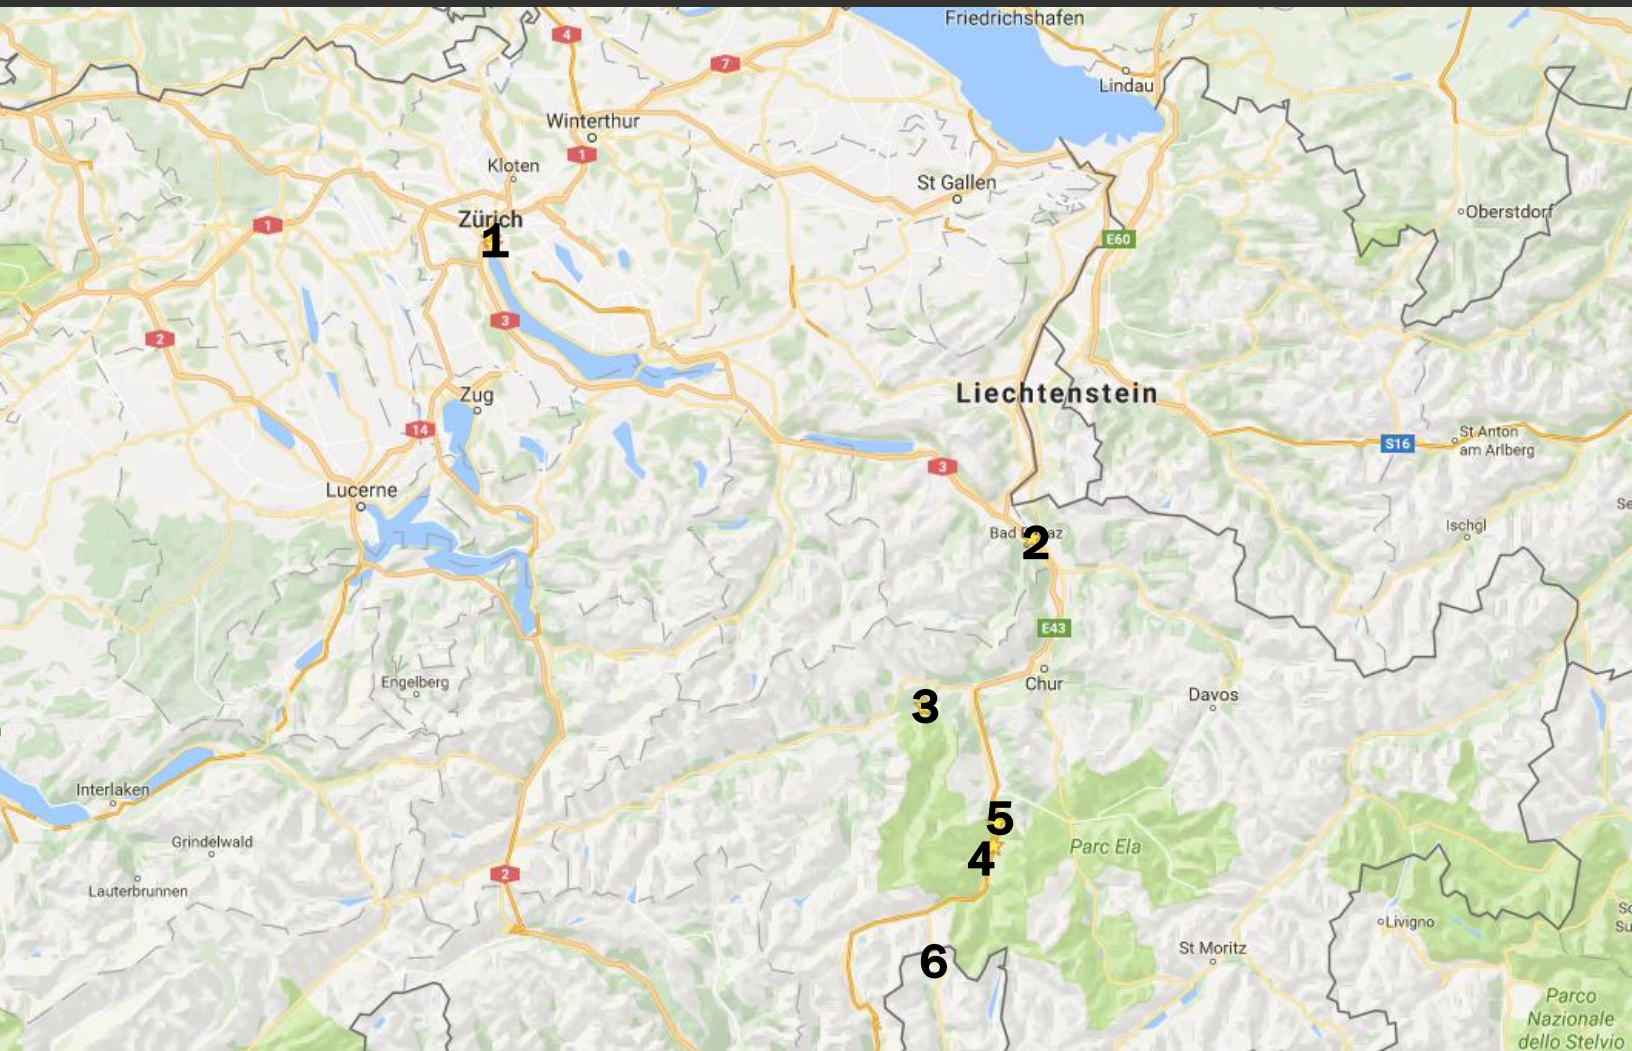 Friedrichshafen
4
7
Lindau
Winterthur
1
Kloten
St Gallen
Zürich
1
1
Oberstdorf
E60
3
2
Zug
Liechtenstein
14
S16
St Anton
am Arlberg
3
Lucerne
Bad
az
2
Ischgl
E43
Engelberg
Chur
Davos
3
Interlaken
5
Grindelwald
4
Parc Ela
2
Lauterbrunnen
Livigno
St Moritz
6
Parco
Nazionale
dello Stelvio